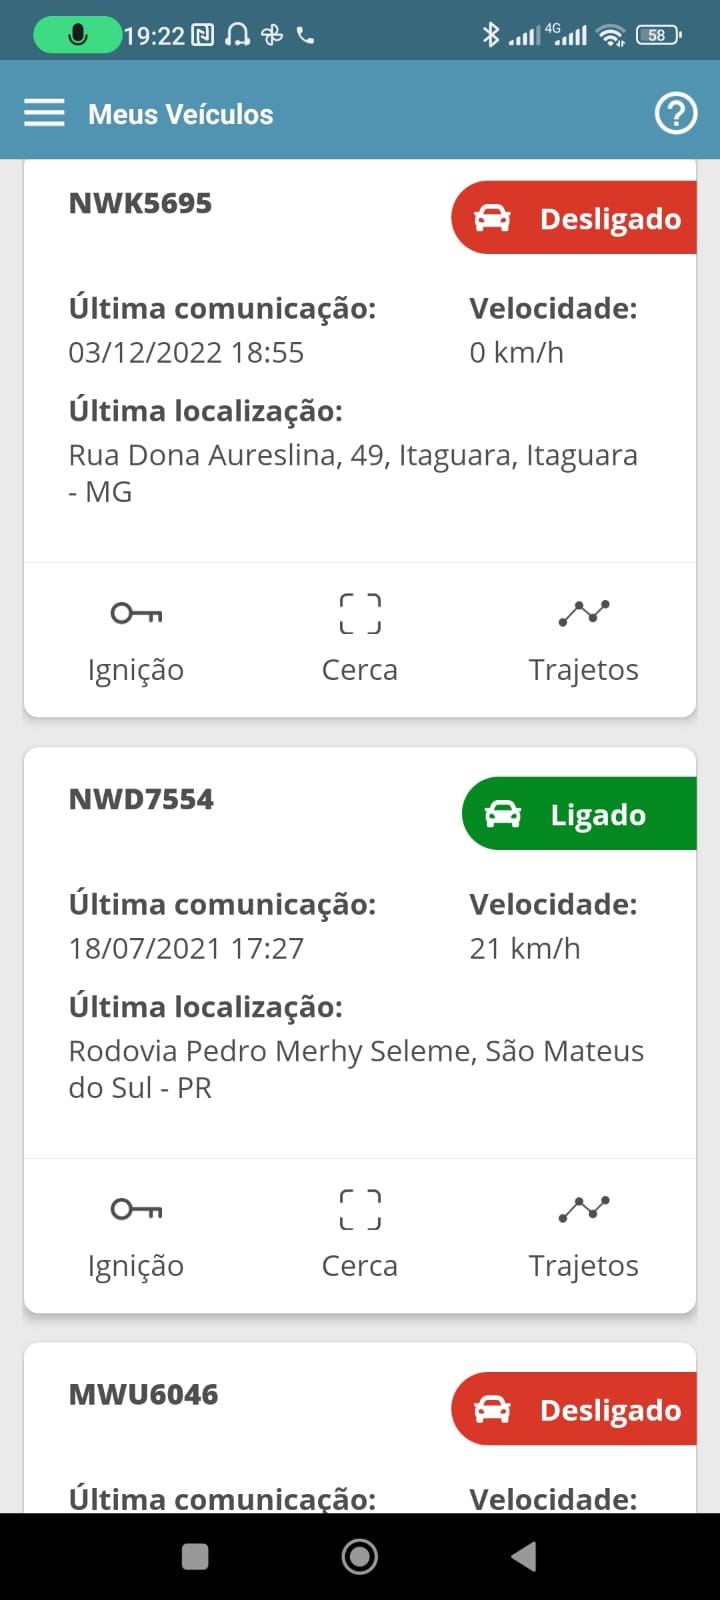 19:22
4G
58
Meus Veículos
NWK5695
Desligado
Última comunicação:
Velocidade:
03/12/2022 18:55
0 km/h
Última localização:
Rua Dona Aureslina, 49, Itaguara, Itaguara
- MG
Ignição
Cerca
Trajetos
NWD7554
Ligado
Última comunicação:
Velocidade:
18/07/2021 17:27
21 km/h
Última localização:
Rodovia Pedro Merhy Seleme, São Mateus
do Sul - PR
Ignição
Cerca
Trajetos
MWU6046
Desligado
Última comunicação:
Velocidade: